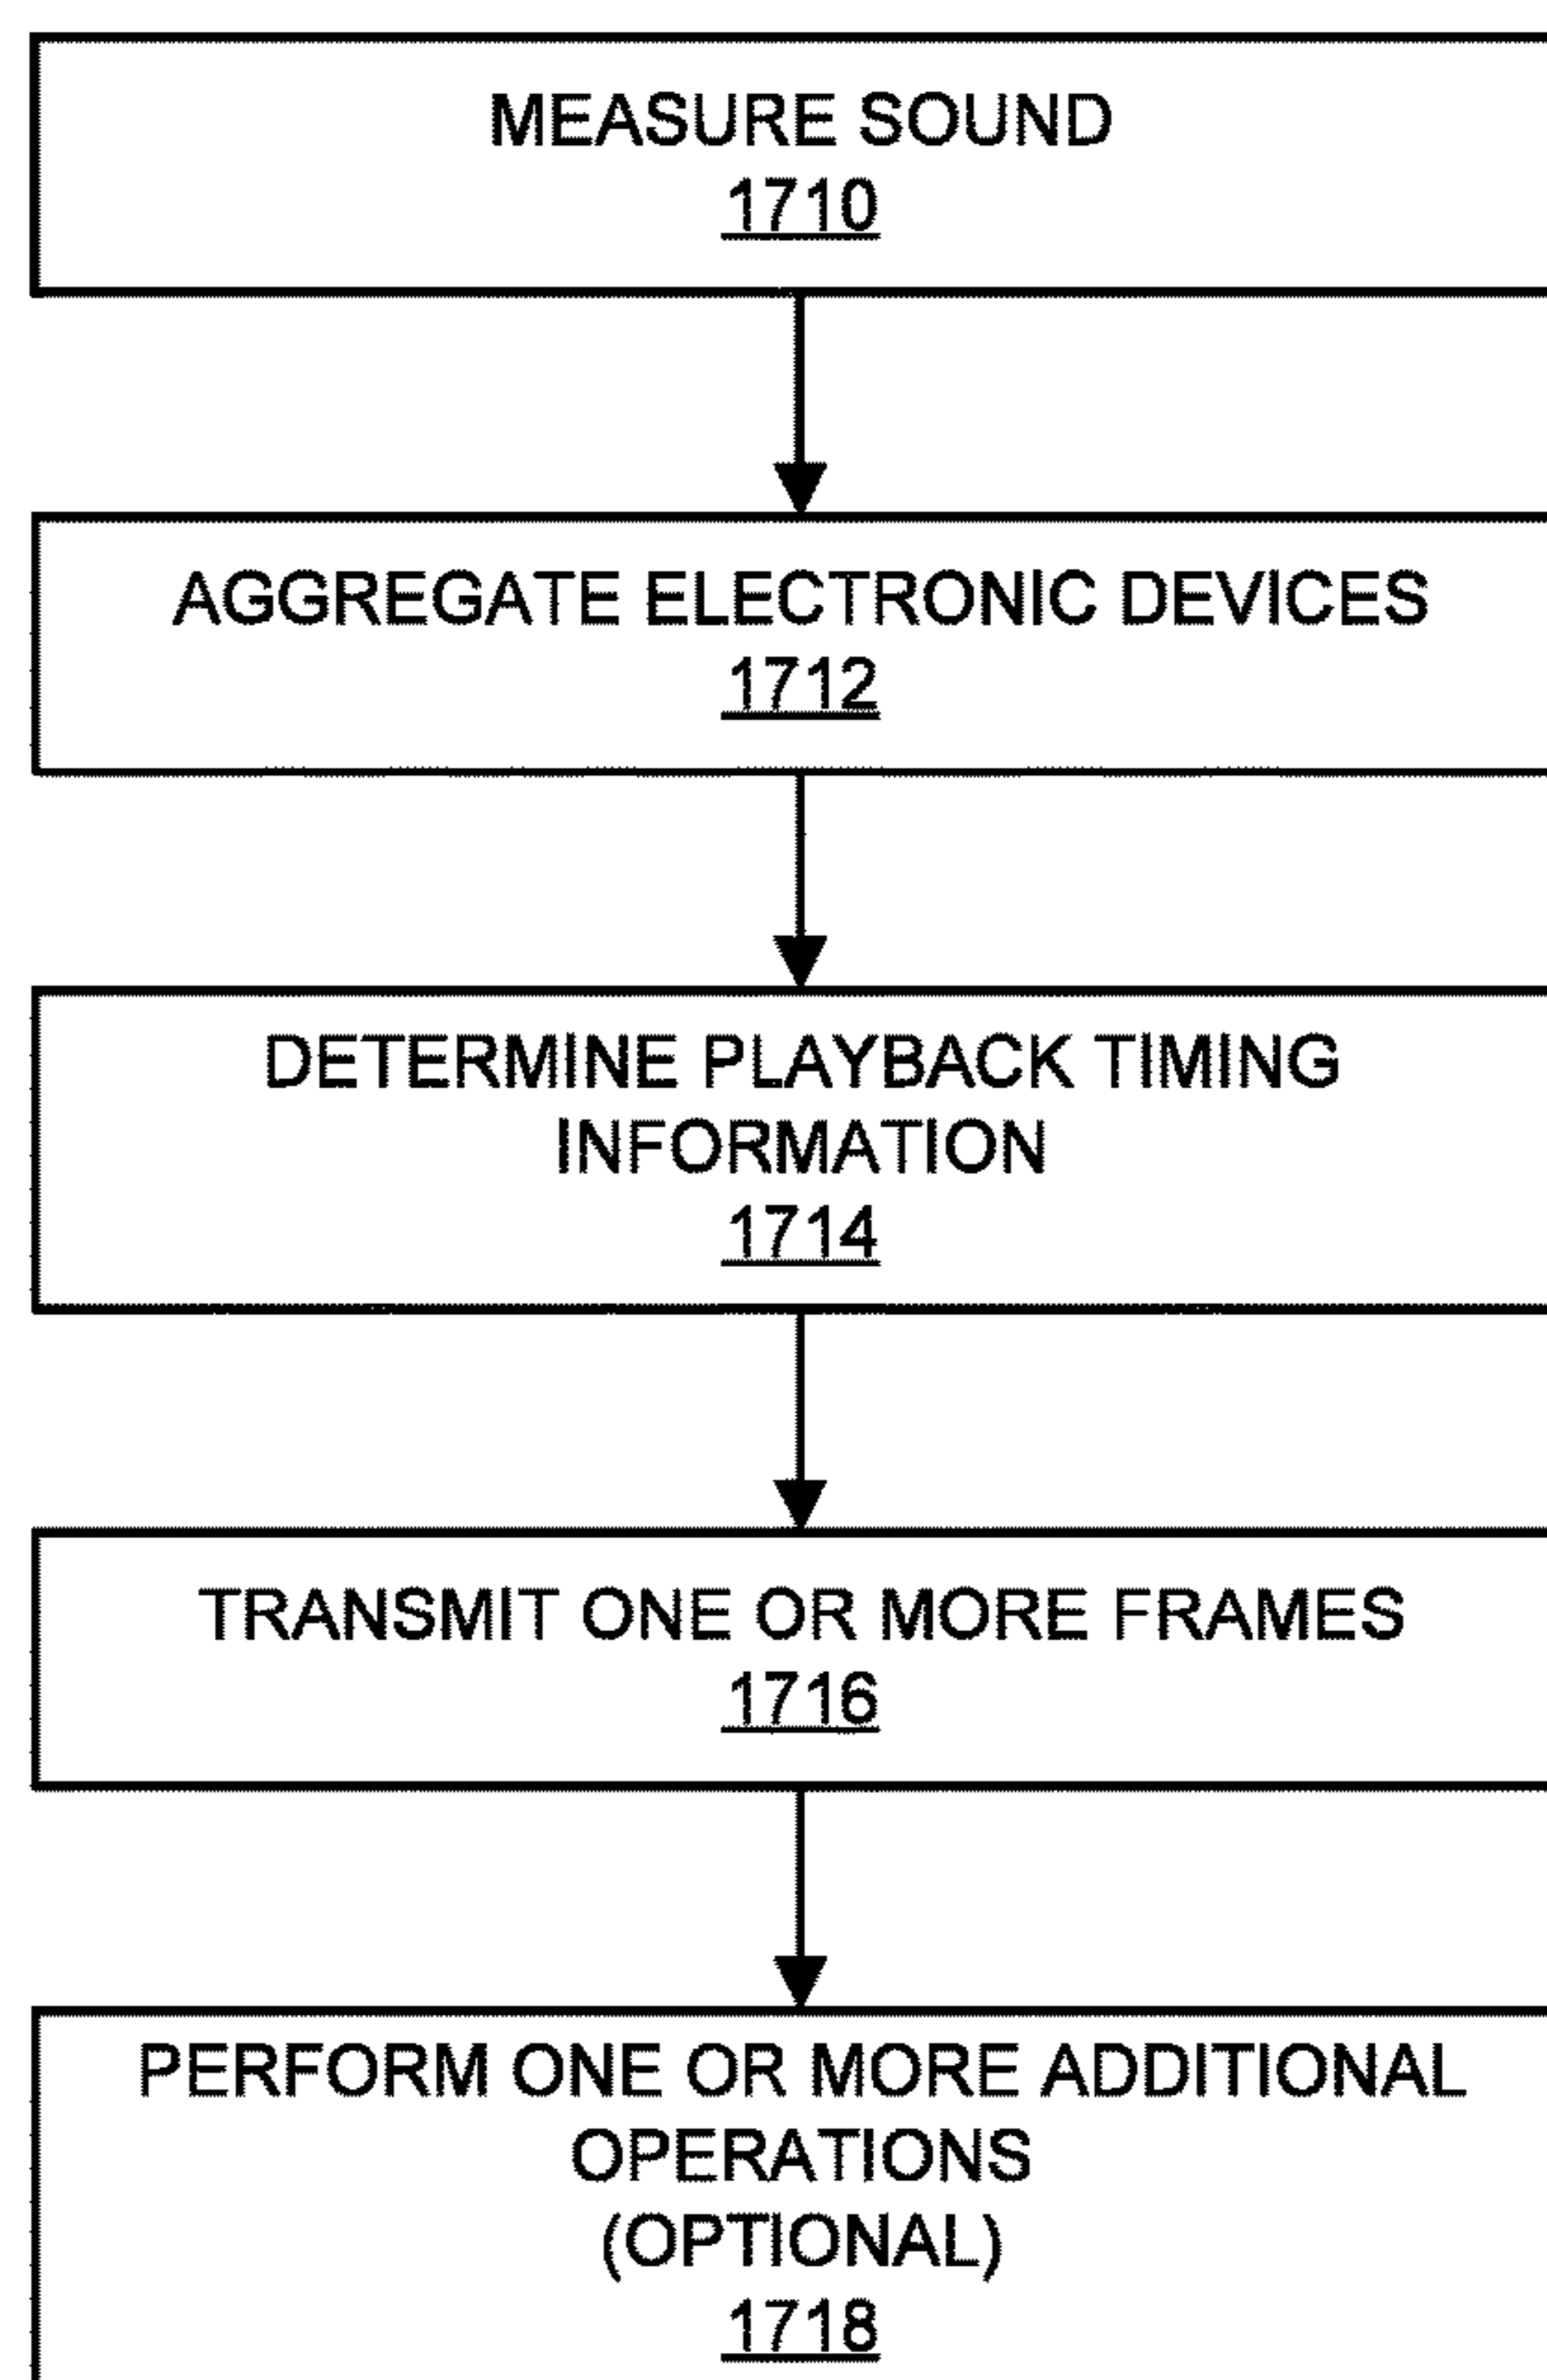 MEASURE SOUND
1710
AGGREGATE ELECTRONIC DEVICES
1712
DETERMINE PLAYBACK TIMING
INFORMATION
1714
TRANSMIT ONE OR MORE FRAMES
1716
PERFORM ONE OR MORE ADDITIONAL
OPERATIONS
(OPTIONAL)
1718